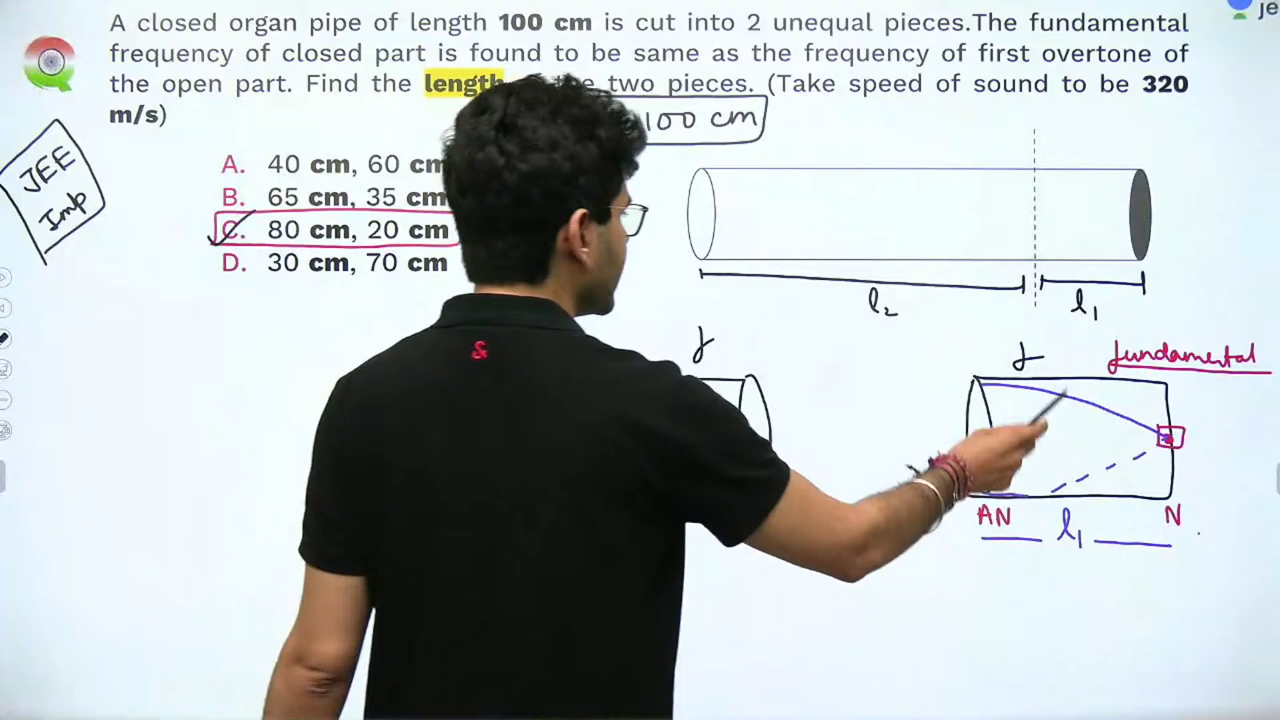 A closed organ pipe of length 100 cm is cut into 2 unequal pieces.The fundamental
frequency of closed part is found to be same as the frequency of first overtone of
the open part. Find the length the two pieces. (Take speed of sound to be 320
m/s)
100 cm
JEE
Imp
A. 40 cm, 60 cm
B. 65 cm, 35 cm
C. 80 cm, 20 cm
D. 30 cm, 70 cm
l₂
l₁
f
f
fundamental
AN
l₁
N
je